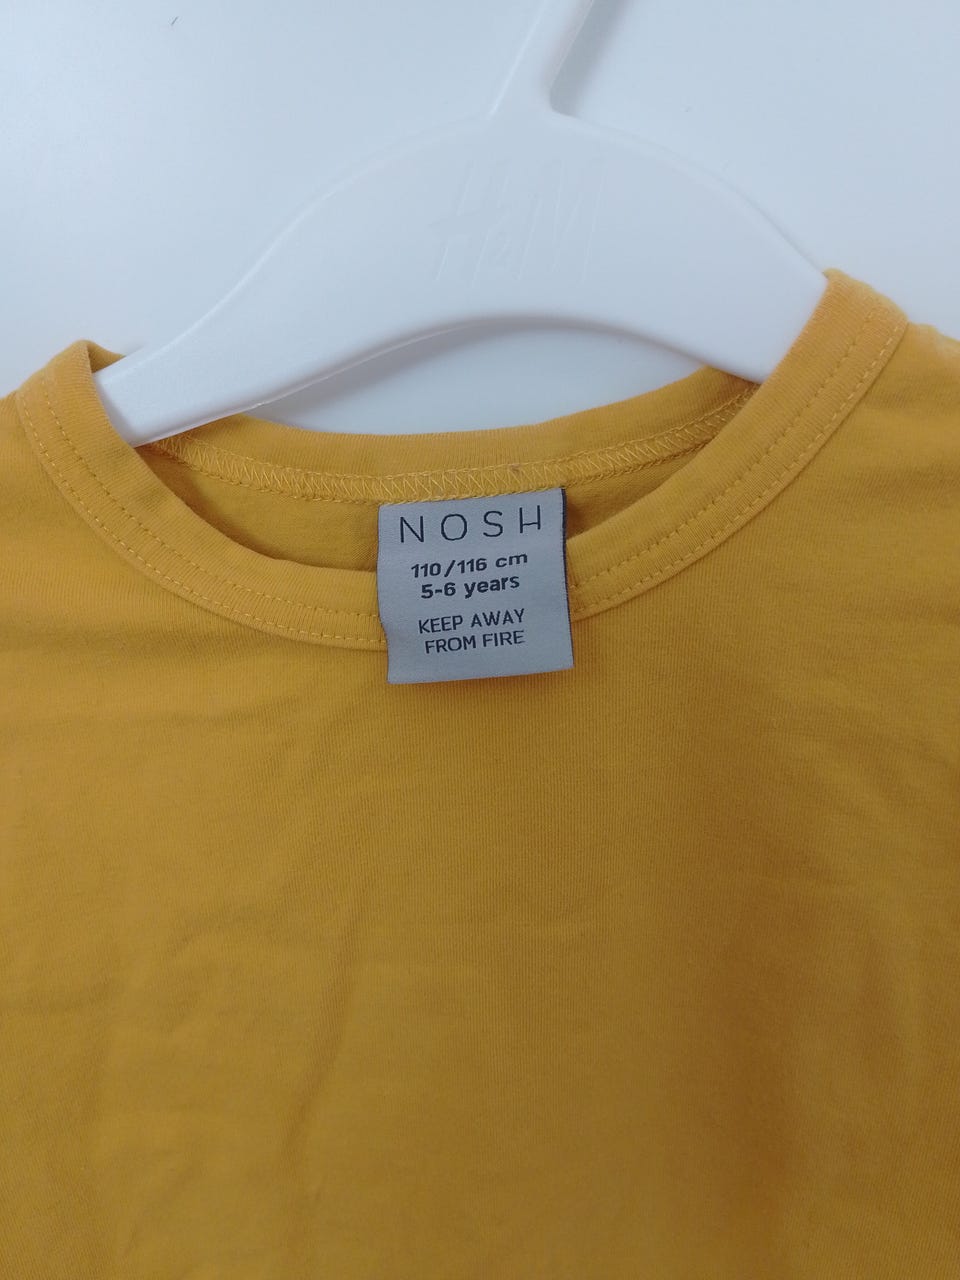 H&M
NOSH
110/116 cm
5-6 years
KEEP AWAY
FROM FIRE